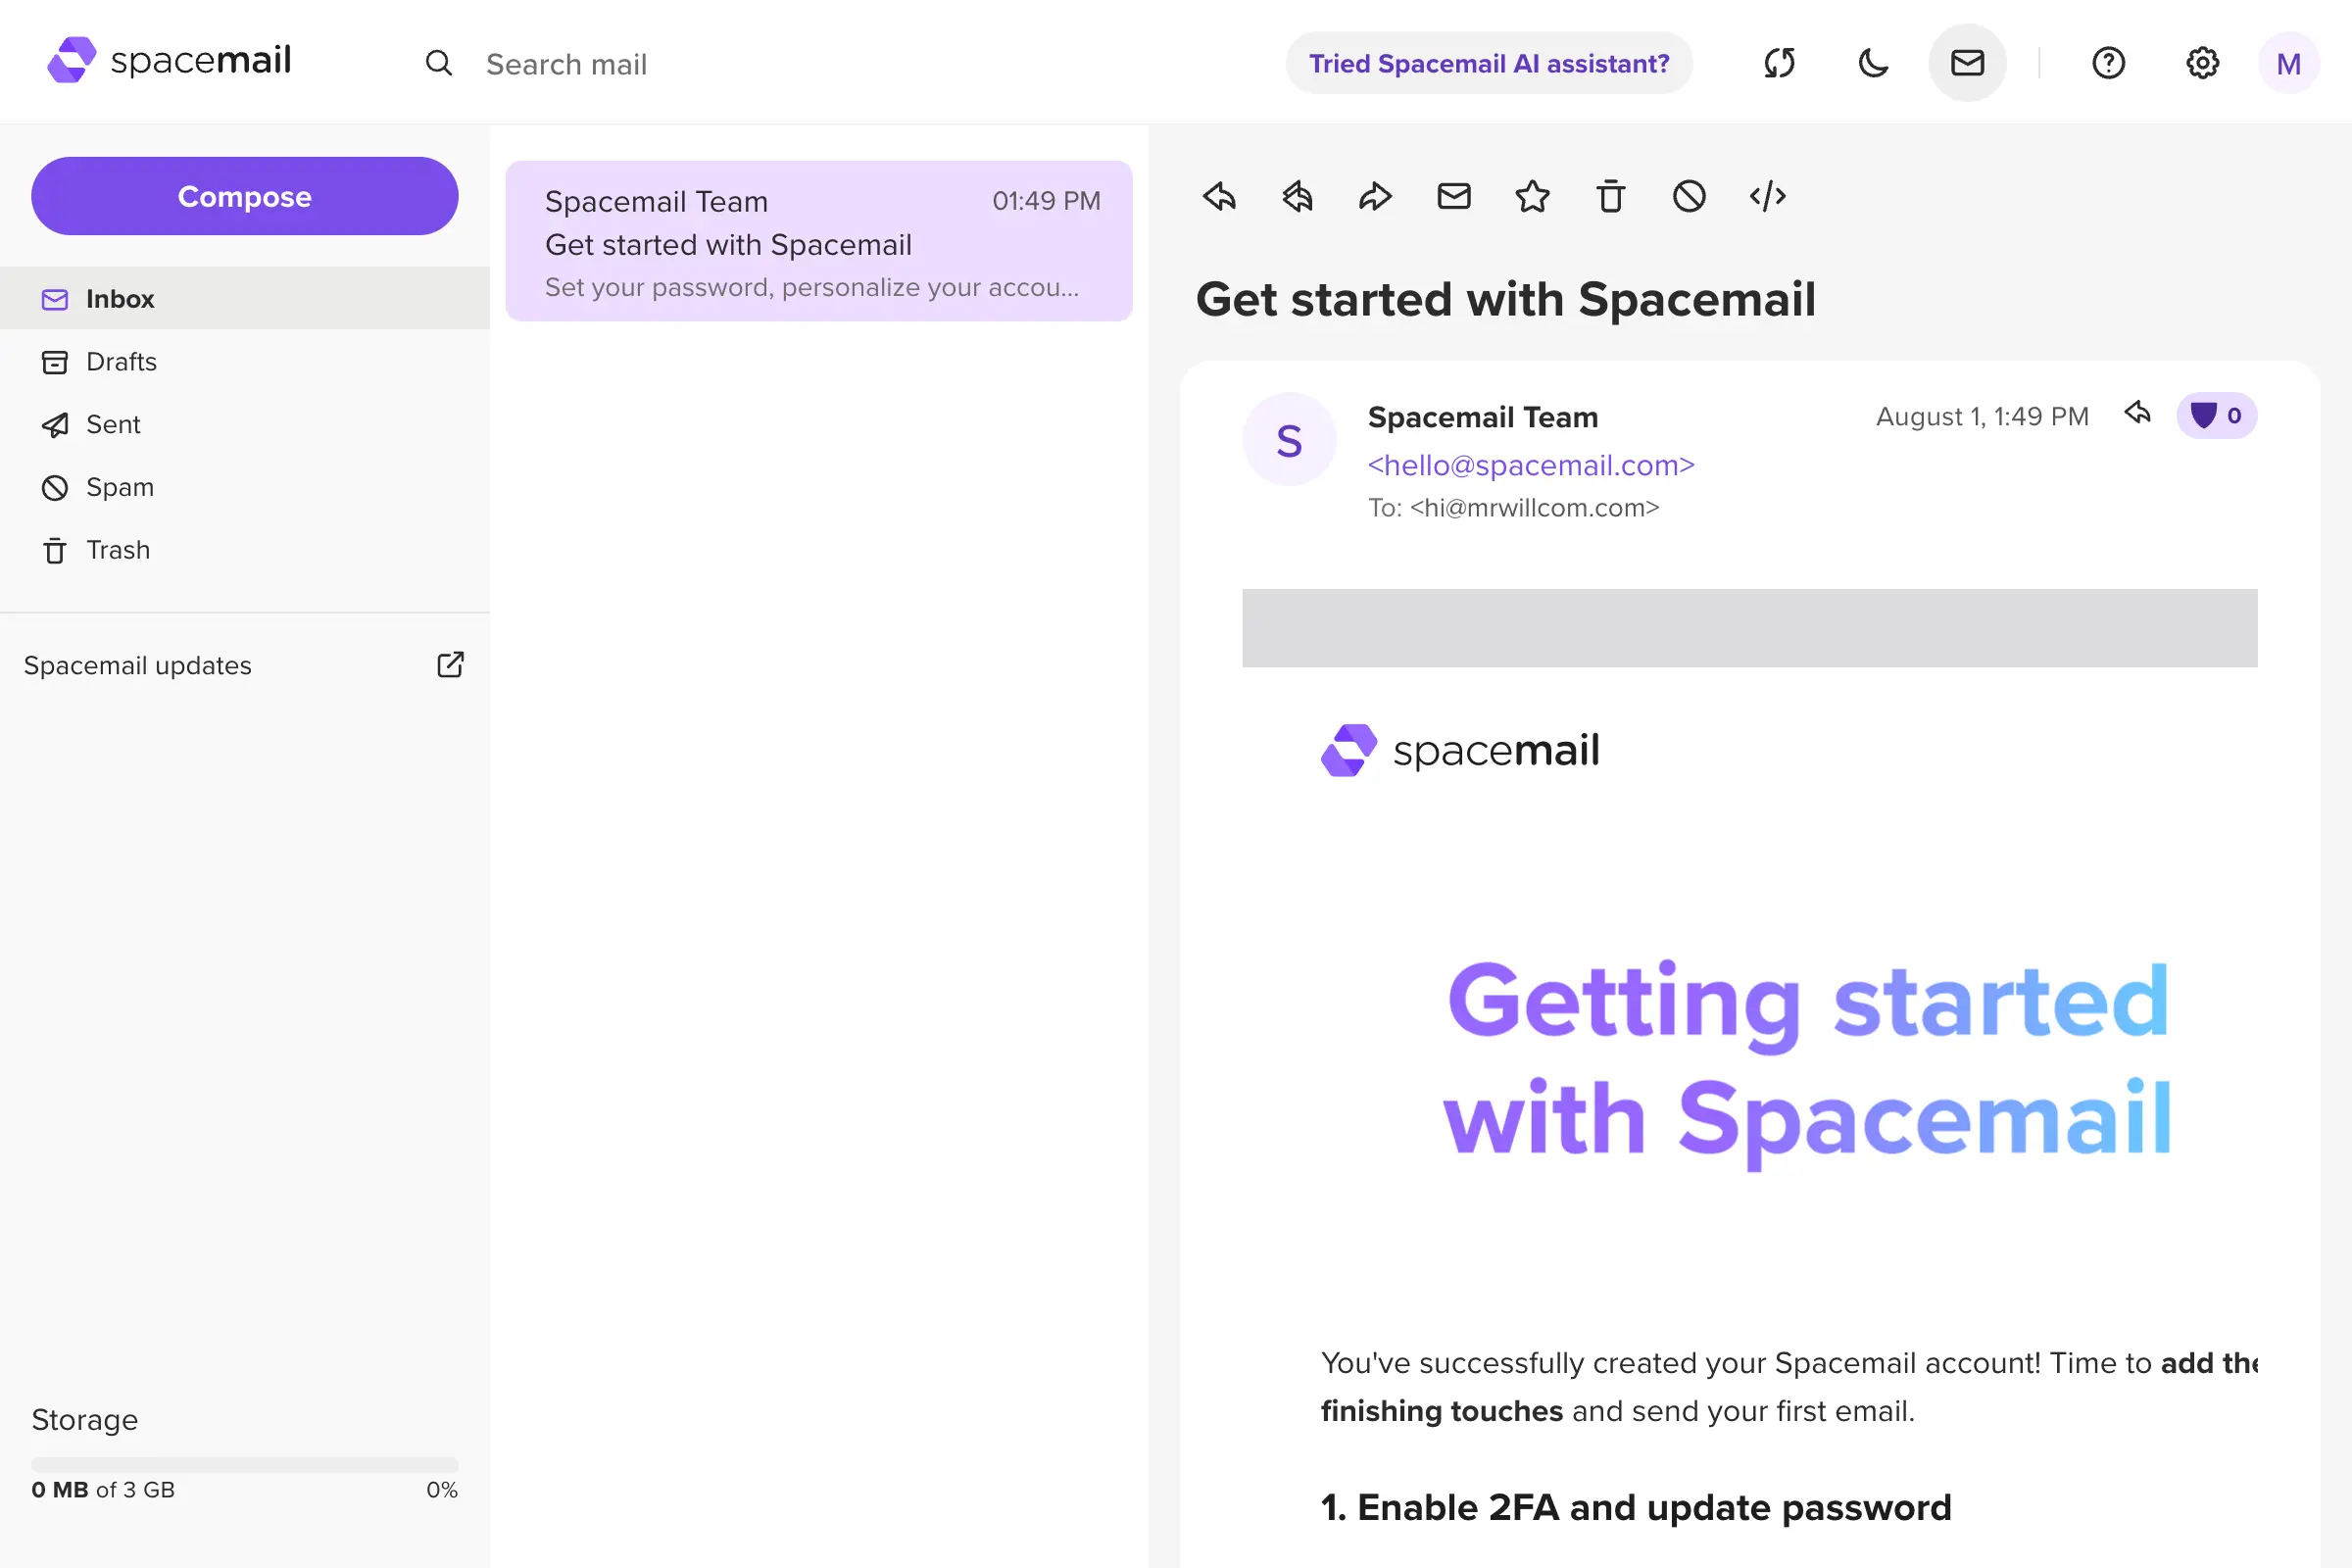 spacemail
Search mail
Tried Spacemail AI assistant?
M
Compose
Inbox
Drafts
Sent
Spam
Trash
Spacemail updates
Storage
0 MB of 3 GB
0%
Spacemail Team
01:49 PM
Get started with Spacemail
Set your password, personalize your accou...
Get started with Spacemail
S
Spacemail Team
August 1, 1:49 PM
0
<hello@spacemail.com>
To: <hi@mrwillcom.com>
spacemail
Getting started
with Spacemail
You've successfully created your Spacemail account! Time to add the
finishing touches and send your first email.
1. Enable 2FA and update password